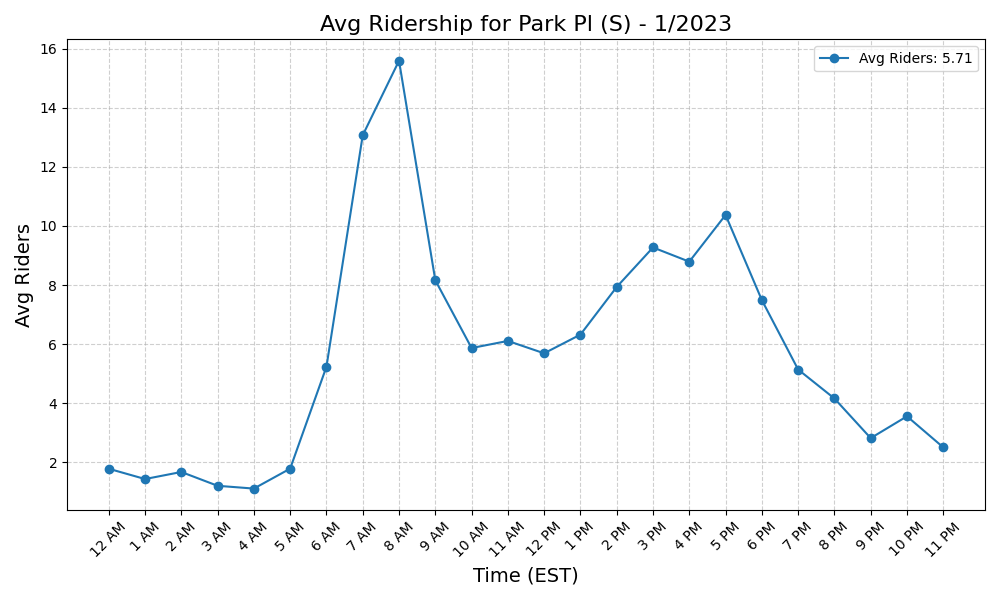 Avg Ridership for Park Pl (S) - 1/2023
Avg Riders: 5.71
Avg Riders
16
14
12
10
8
6
4
2
12 AM
1 AM
2 AM
3 AM
4 AM
5 AM
6 AM
7 AM
8 AM
9 AM
10 AM
11 AM
12 PM
1 PM
2 PM
3 PM
4 PM
5 PM
6 PM
7 PM
8 PM
9 PM
10 PM
11 PM
Time (EST)